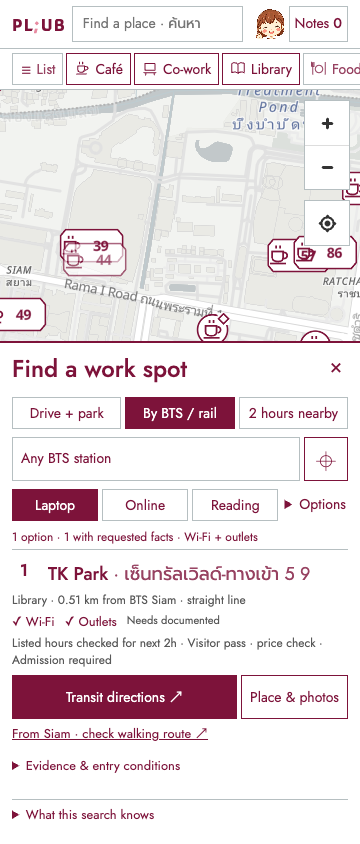 PL;UB
Find a place · ค้นหา
Notes 0
≡ List
Café
Co-work
Library
Food
Treatment
Pond
บึงบำบัด
+
−
39
44
86
49
SIAM
สยาม
Rama I Road ถนนพระรามที่ 1
RATCHA
ราชป
Find a work spot
×
Drive + park
By BTS / rail
2 hours nearby
Any BTS station
Laptop
Online
Reading
▶ Options
1 option · 1 with requested facts · Wi-Fi + outlets
1 TK Park · เซ็นทรัลเวิลด์-ทางเข้า 5 9
Library · 0.51 km from BTS Siam · straight line
✓ Wi-Fi ✓ Outlets Needs documented
Listed hours checked for next 2h · Visitor pass · price check ·
Admission required
Transit directions ↗
Place & photos
From Siam · check walking route ↗
▶ Evidence & entry conditions
▶ What this search knows